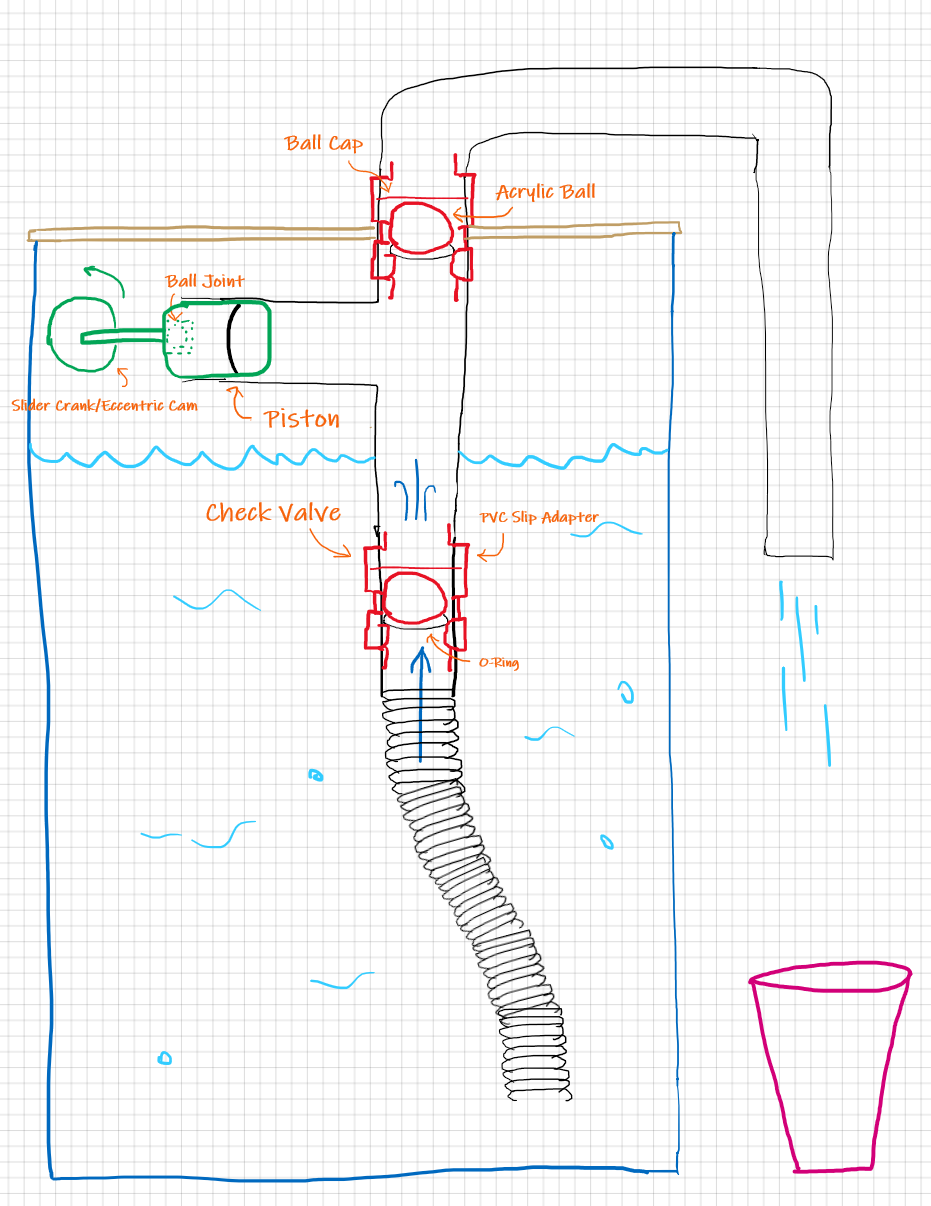 Ball Cap
Acrylic Ball
Ball Joint
Slider Crank/Eccentric Cam
Piston
Check Valve
PVC Slip Adapter
O-Ring